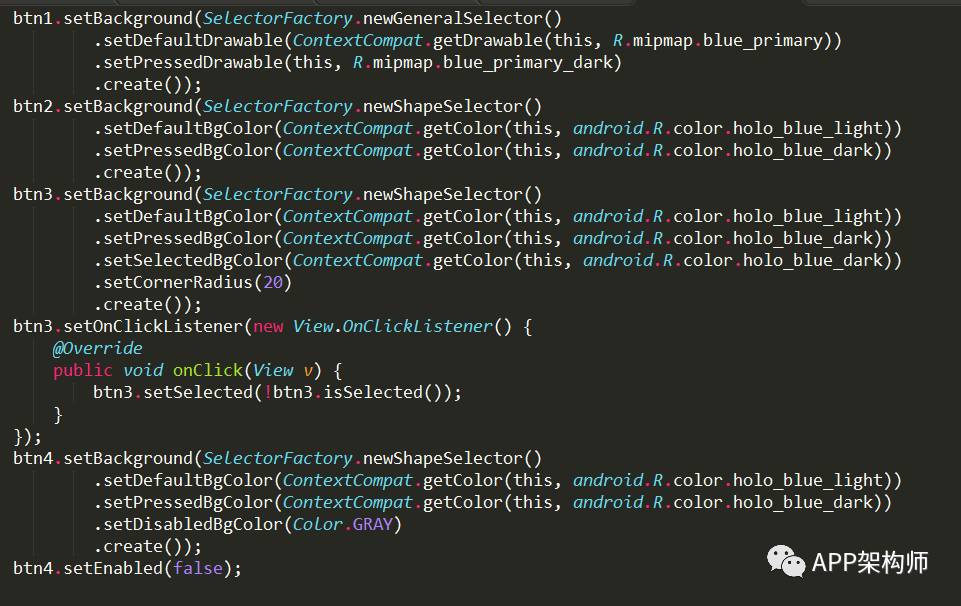 btn1.setBackground(SelectorFactory.newGeneralSelector()
        .setDefaultDrawable(ContextCompat.getDrawable(this, R.mipmap.blue_primary))
        .setPressedDrawable(this, R.mipmap.blue_primary_dark)
        .create());
btn2.setBackground(SelectorFactory.newShapeSelector()
        .setDefaultBgColor(ContextCompat.getColor(this, android.R.color.holo_blue_light))
        .setPressedBgColor(ContextCompat.getColor(this, android.R.color.holo_blue_dark))
        .create());
btn3.setBackground(SelectorFactory.newShapeSelector()
        .setDefaultBgColor(ContextCompat.getColor(this, android.R.color.holo_blue_light))
        .setPressedBgColor(ContextCompat.getColor(this, android.R.color.holo_blue_dark))
        .setSelectedBgColor(ContextCompat.getColor(this, android.R.color.holo_blue_dark))
        .setCornerRadius(20)
        .create());
btn3.setOnClickListener(new View.OnClickListener() {
    @Override
    public void onClick(View v) {
        btn3.setSelected(!btn3.isSelected());
    }
});
btn4.setBackground(SelectorFactory.newShapeSelector()
        .setDefaultBgColor(ContextCompat.getColor(this, android.R.color.holo_blue_light))
        .setPressedBgColor(ContextCompat.getColor(this, android.R.color.holo_blue_dark))
        .setDisabledBgColor(Color.GRAY)
        .create());
btn4.setEnabled(false);
APP架构师